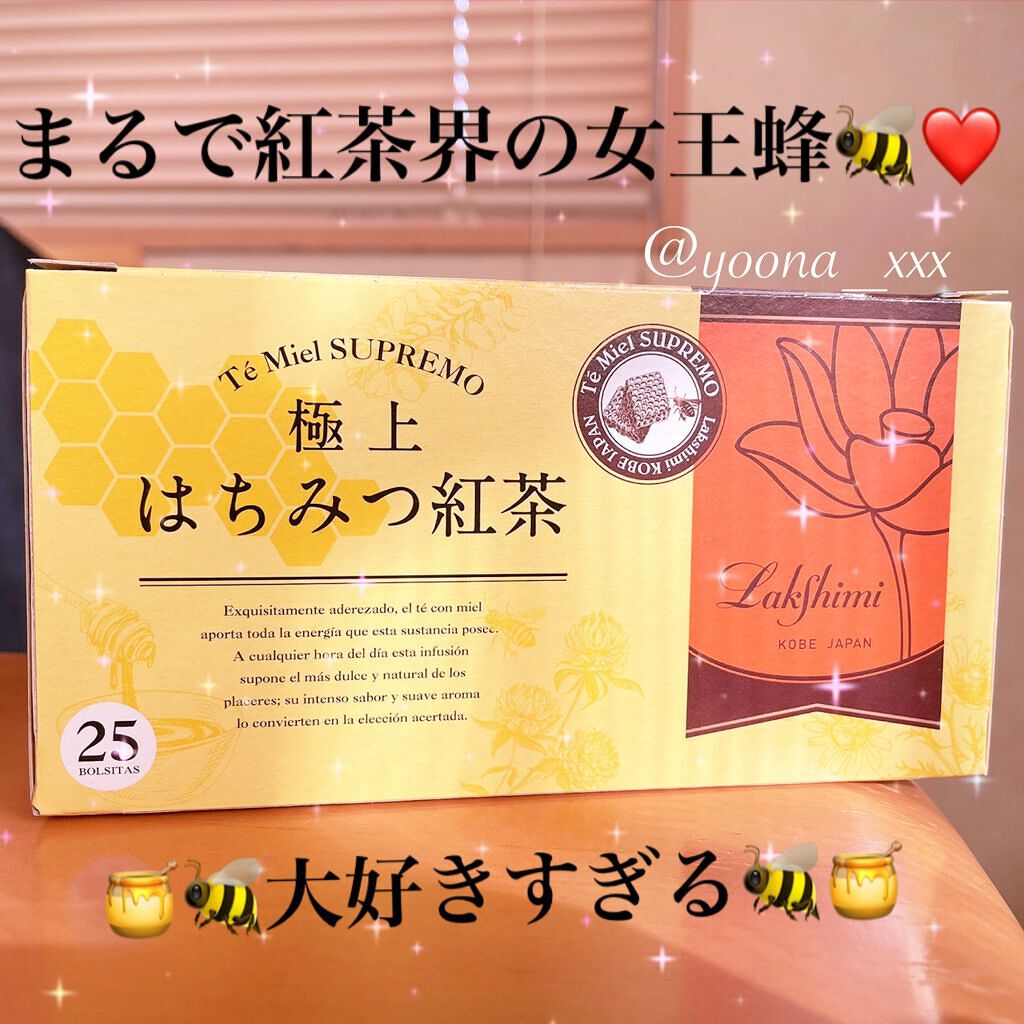 まるで紅茶界の女王蜂🐝❤️
@yoona xxx
Té Miel SUPREMO
極上
はちみつ紅茶
Exquisitamente aderezado, el té con miel
aporta toda la energía que esta sustancia posee.
A cualquier hora del día esta infusión
supone el más dulce y natural de los
placeres; su intenso sabor y suave aroma
lo convierten en la elección acertada.
25
BOLSITAS
Té Miel SUPREMO
Lakshimi KOBE JAPAN
Lakshimi
KOBE JAPAN
🍯🐝大好きすぎる🐝🍯